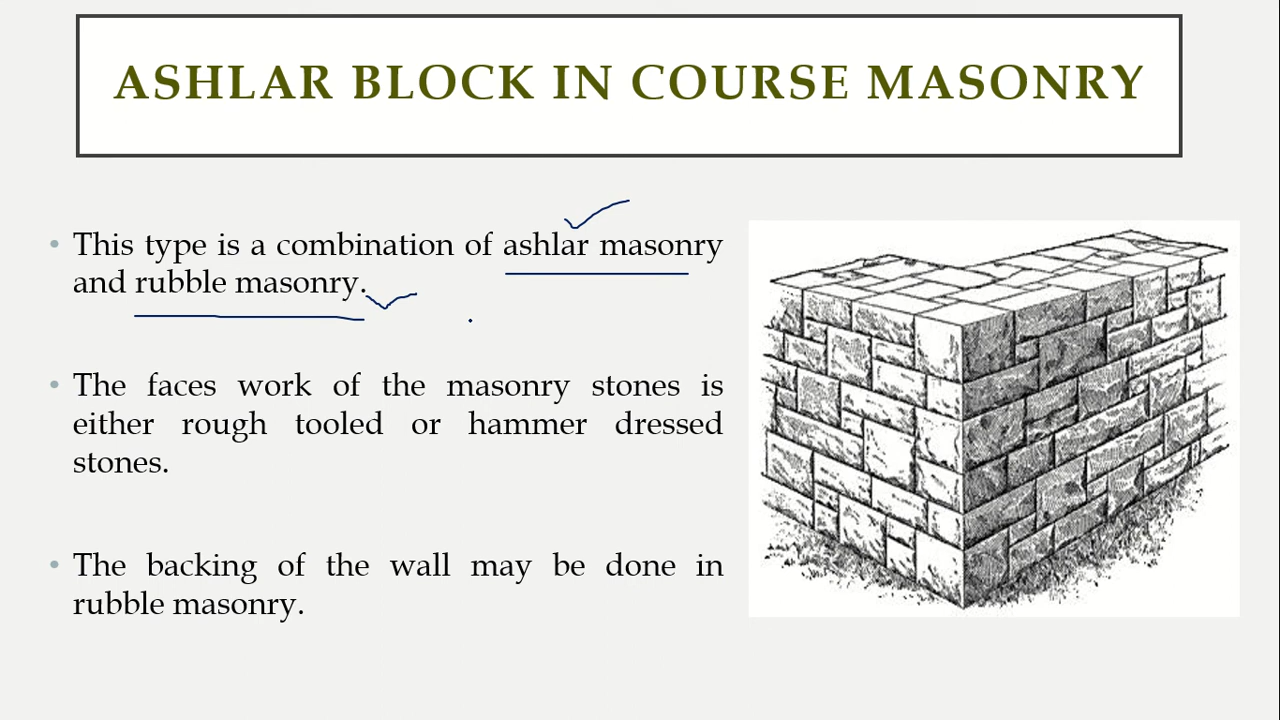 ASHLAR BLOCK IN COURSE MASONRY
• This type is a combination of ashlar masonry
and rubble masonry.
• The faces work of the masonry stones is
either rough tooled or hammer dressed
stones.
• The backing of the wall may be done in
rubble masonry.